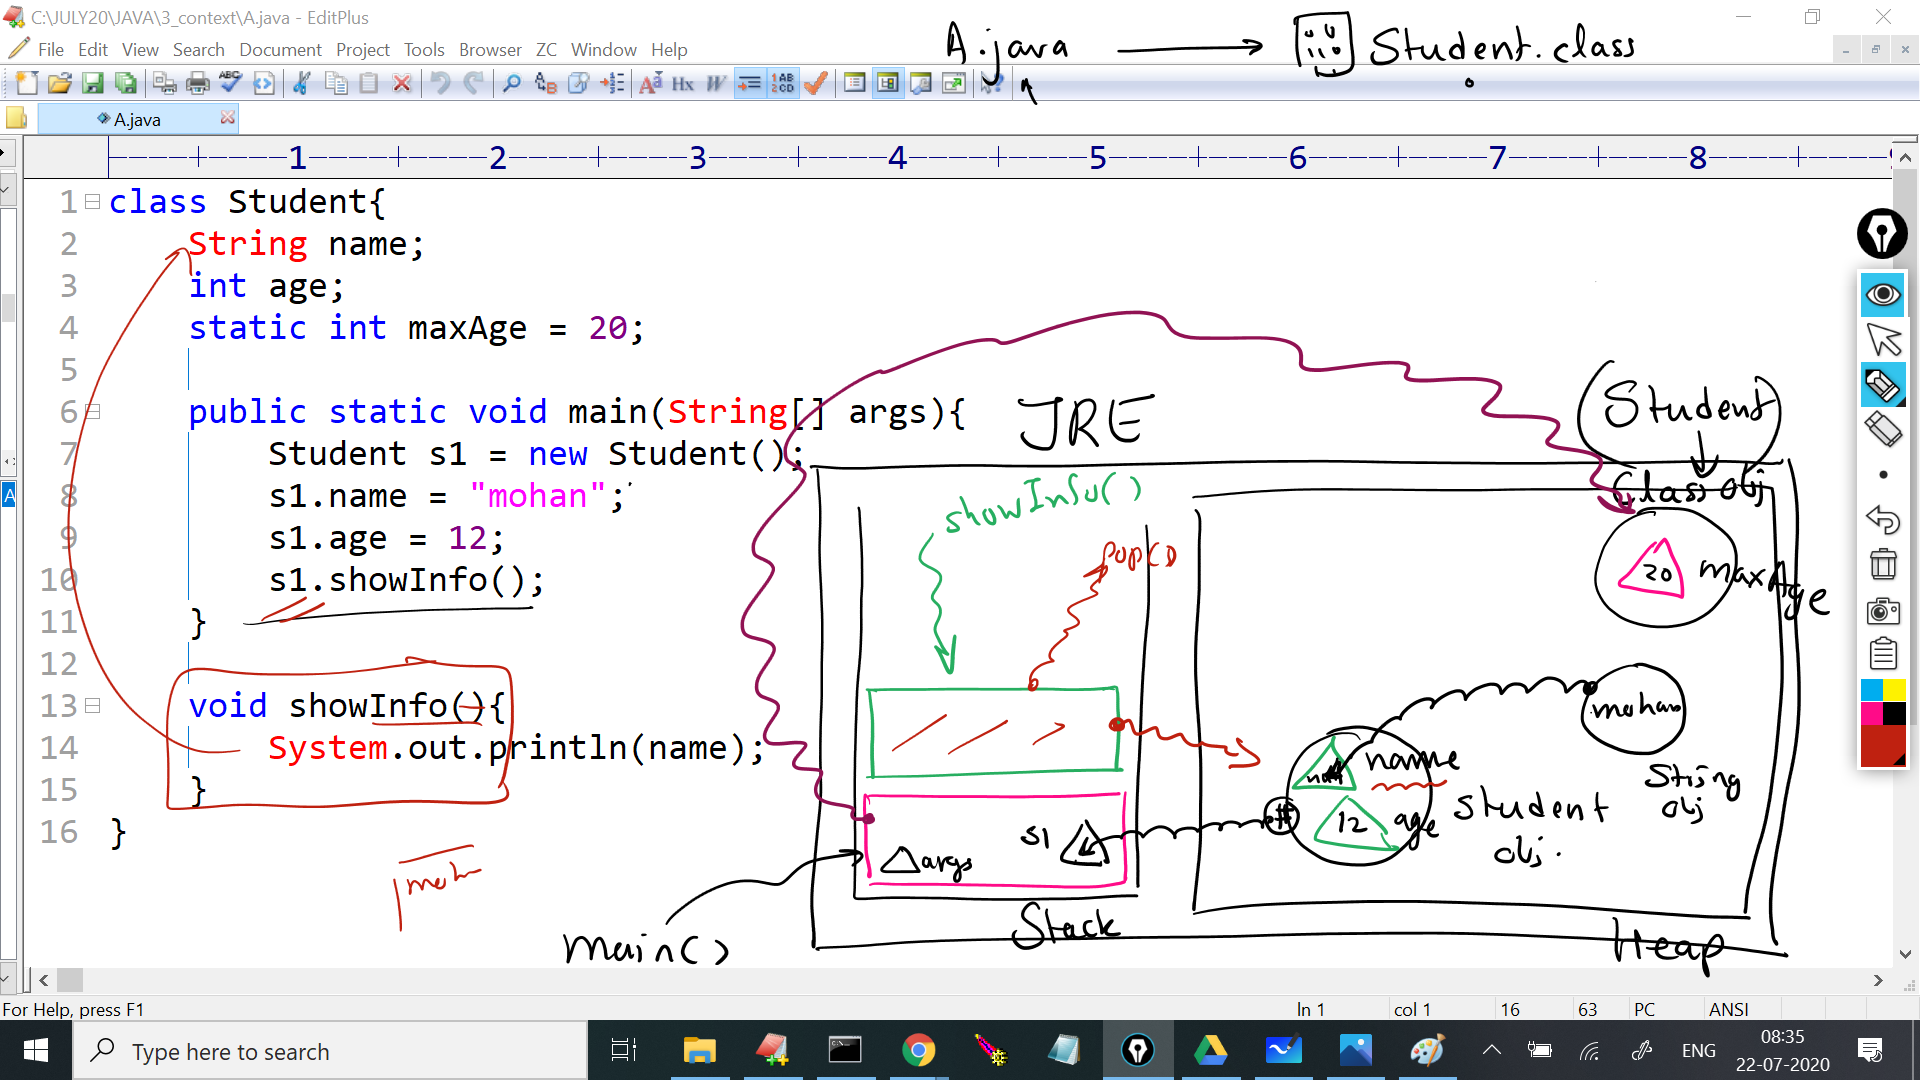 C:\JULY20\JAVA\3_context\A.java - EditPlus
File Edit View Search Document Project Tools Browser ZC Window Help
A.java Student.class
A.java
1 2 3 4 5 6 7 8
1 class Student{
2 String name;
3 int age;
4 static int maxAge = 20;
5
6 public static void main(String[] args){
7 Student s1 = new Student();
8 s1.name = "mohan";
9 s1.age = 12;
10 s1.showInfo();
11 }
12
13 void showInfo(){
14 System.out.println(name);
15 }
16 }
JRE
Student
Class obj
showInfo()
pop()
20 maxAge
mohan
String
obj
name
12 age
student
obj.
s1
args
moh
main()
Stack
Heap
For Help, press F1
ln 1 col 1 16 63 PC ANSI
Type here to search
ENG
08:35
22-07-2020